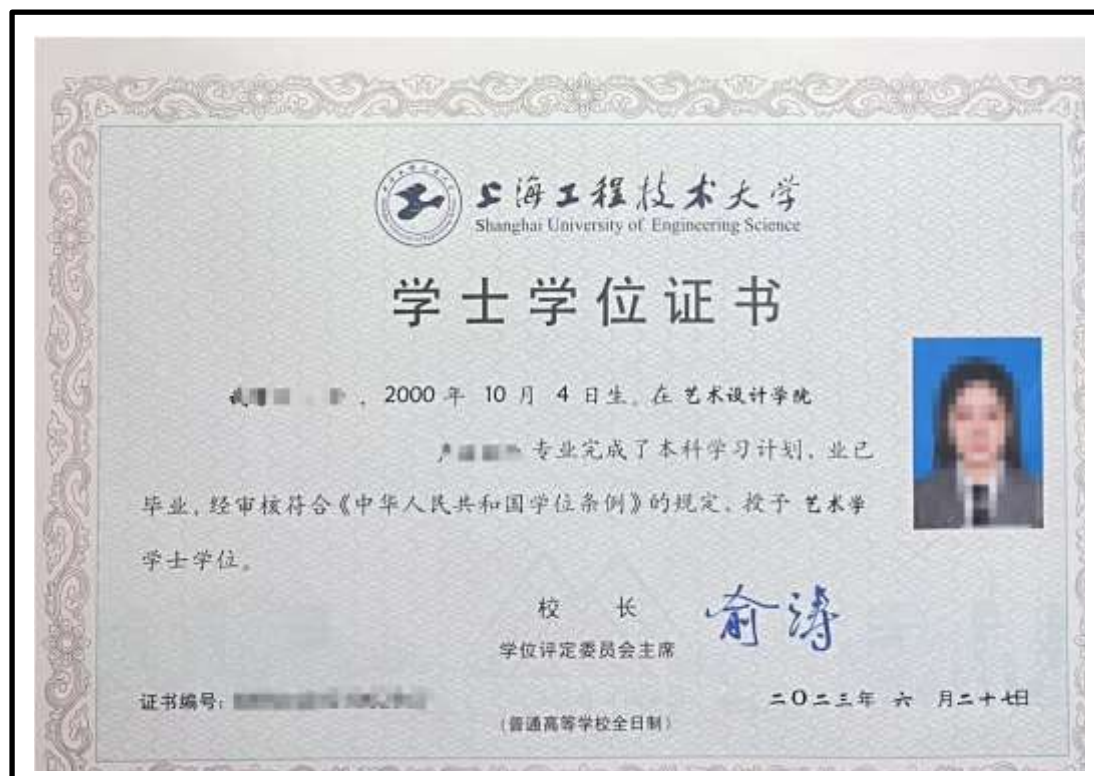 上海工程技术大学
Shanghai University of Engineering Science
学士学位证书
，2000 年 10 月 4 日生。在 艺术设计学院
专业完成了本科学习计划，业已
毕业，经审核符合《中华人民共和国学位条例》的规定，授予 艺术学
学士学位。
校 长 俞涛
学位评定委员会主席
证书编号：
二〇二三年 六 月二十七日
（普通高等学校全日制）